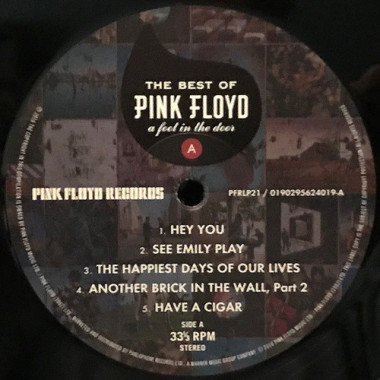 THE BEST OF
PINK FLOYD
a foot in the door
A
PINK FLOYD RECORDS
PFRLP21 / 0190295624019-A
1. HEY YOU
2. SEE EMILY PLAY
3. THE HAPPIEST DAYS OF OUR LIVES
4. ANOTHER BRICK IN THE WALL, Part 2
5. HAVE A CIGAR
SIDE A
33⅓ RPM
STEREO